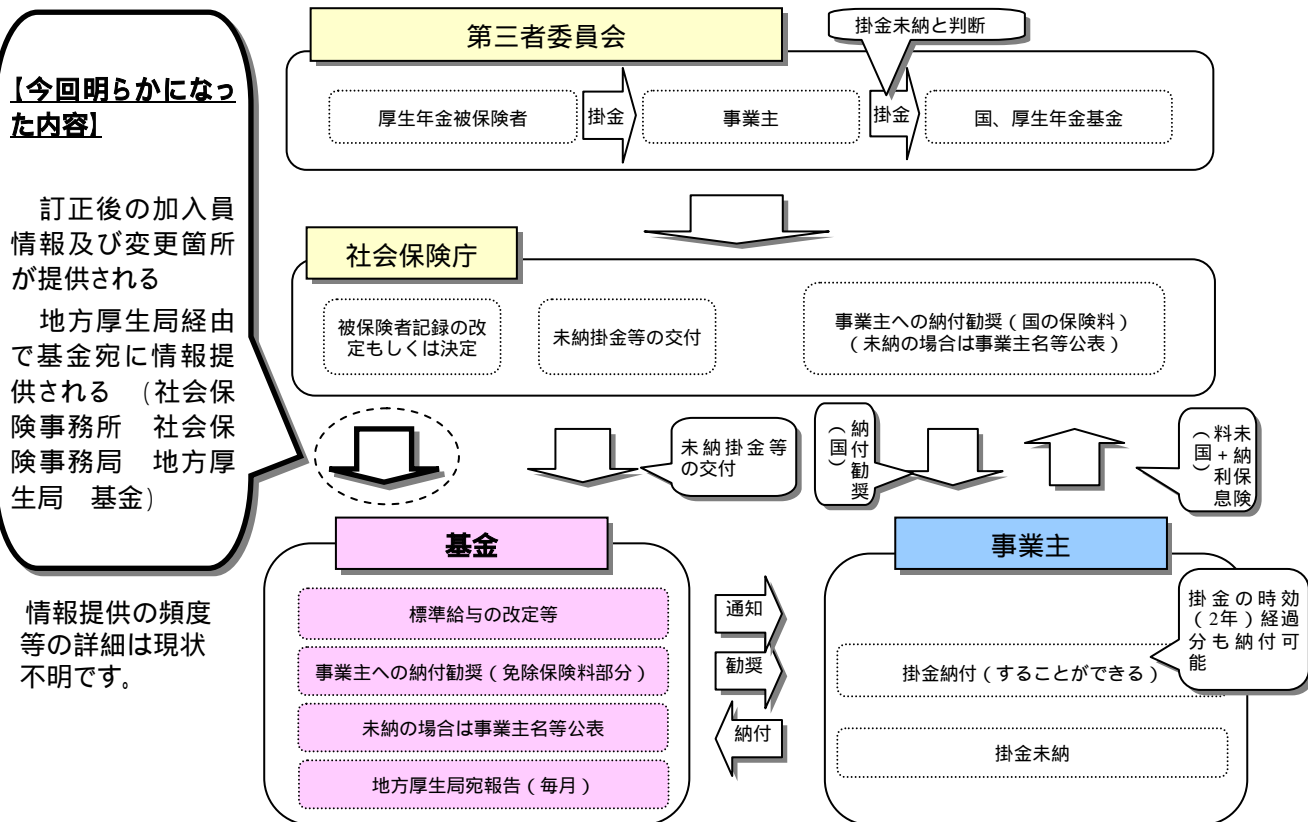 【今回明らかになっ
た内容】
訂正後の加入員
情報及び変更箇所
が提供される
地方厚生局経由
で基金宛に情報提
供される （社会保
険事務所 社会保
険事務局 地方厚
生局 基金）
情報提供の頻度
等の詳細は現状
不明です。
第三者委員会
掛金未納と判断
厚生年金被保険者
掛金
事業主
掛金
国、厚生年金基金
社会保険庁
被保険者記録の改
定もしくは決定
未納掛金等の交付
事業主への納付勧奨（国の保険料）
（未納の場合は事業主名等公表）
未納掛金等
の交付
納付勧奨
（国）
未納保険
料+利息
（国）
基金
標準給与の改定等
事業主への納付勧奨（免除保険料部分）
未納の場合は事業主名等公表
地方厚生局宛報告（毎月）
通知
勧奨
納付
事業主
掛金の時効
（2年）経過
分も納付可
能
掛金納付（することができる）
掛金未納